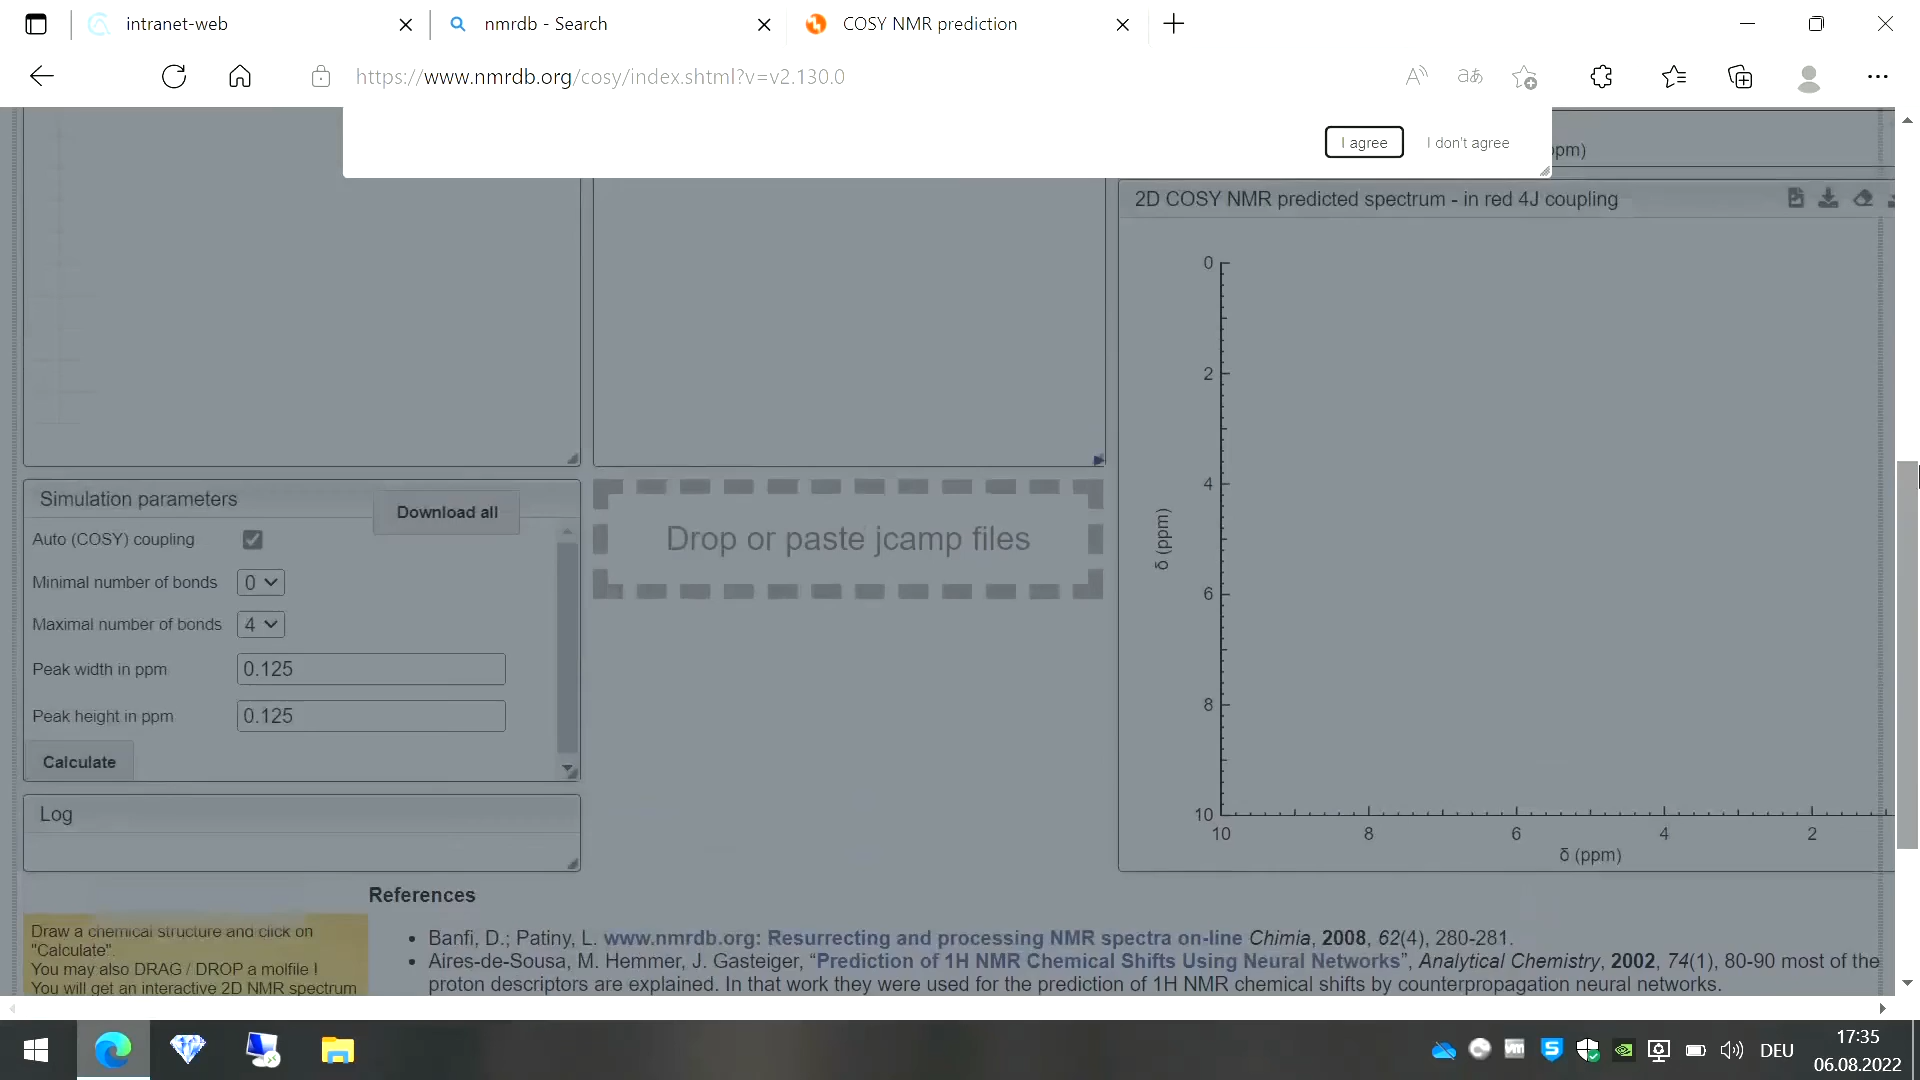 intranet-web
nmrdb - Search
COSY NMR prediction
https://www.nmrdb.org/cosy/index.shtml?v=v2.130.0
I agree
I don't agree
ppm)
2D COSY NMR predicted spectrum - in red 4J coupling
0
2
4
6
8
10
δ (ppm)
10
8
6
4
2
δ (ppm)
Simulation parameters
Download all
Auto (COSY) coupling
Minimal number of bonds
0
Maximal number of bonds
4
Peak width in ppm
0.125
Peak height in ppm
0.125
Calculate
Drop or paste jcamp files
Log
References
Draw a chemical structure and click on
"Calculate".
You may also DRAG / DROP a molfile !
You will get an interactive 2D NMR spectrum
Banfi, D.; Patiny, L. www.nmrdb.org: Resurrecting and processing NMR spectra on-line Chimia, 2008, 62(4), 280-281.
Aires-de-Sousa, M. Hemmer, J. Gasteiger, “Prediction of 1H NMR Chemical Shifts Using Neural Networks”, Analytical Chemistry, 2002, 74(1), 80-90 most of the
proton descriptors are explained. In that work they were used for the prediction of 1H NMR chemical shifts by counterpropagation neural networks.
DEU
17:35
06.08.2022